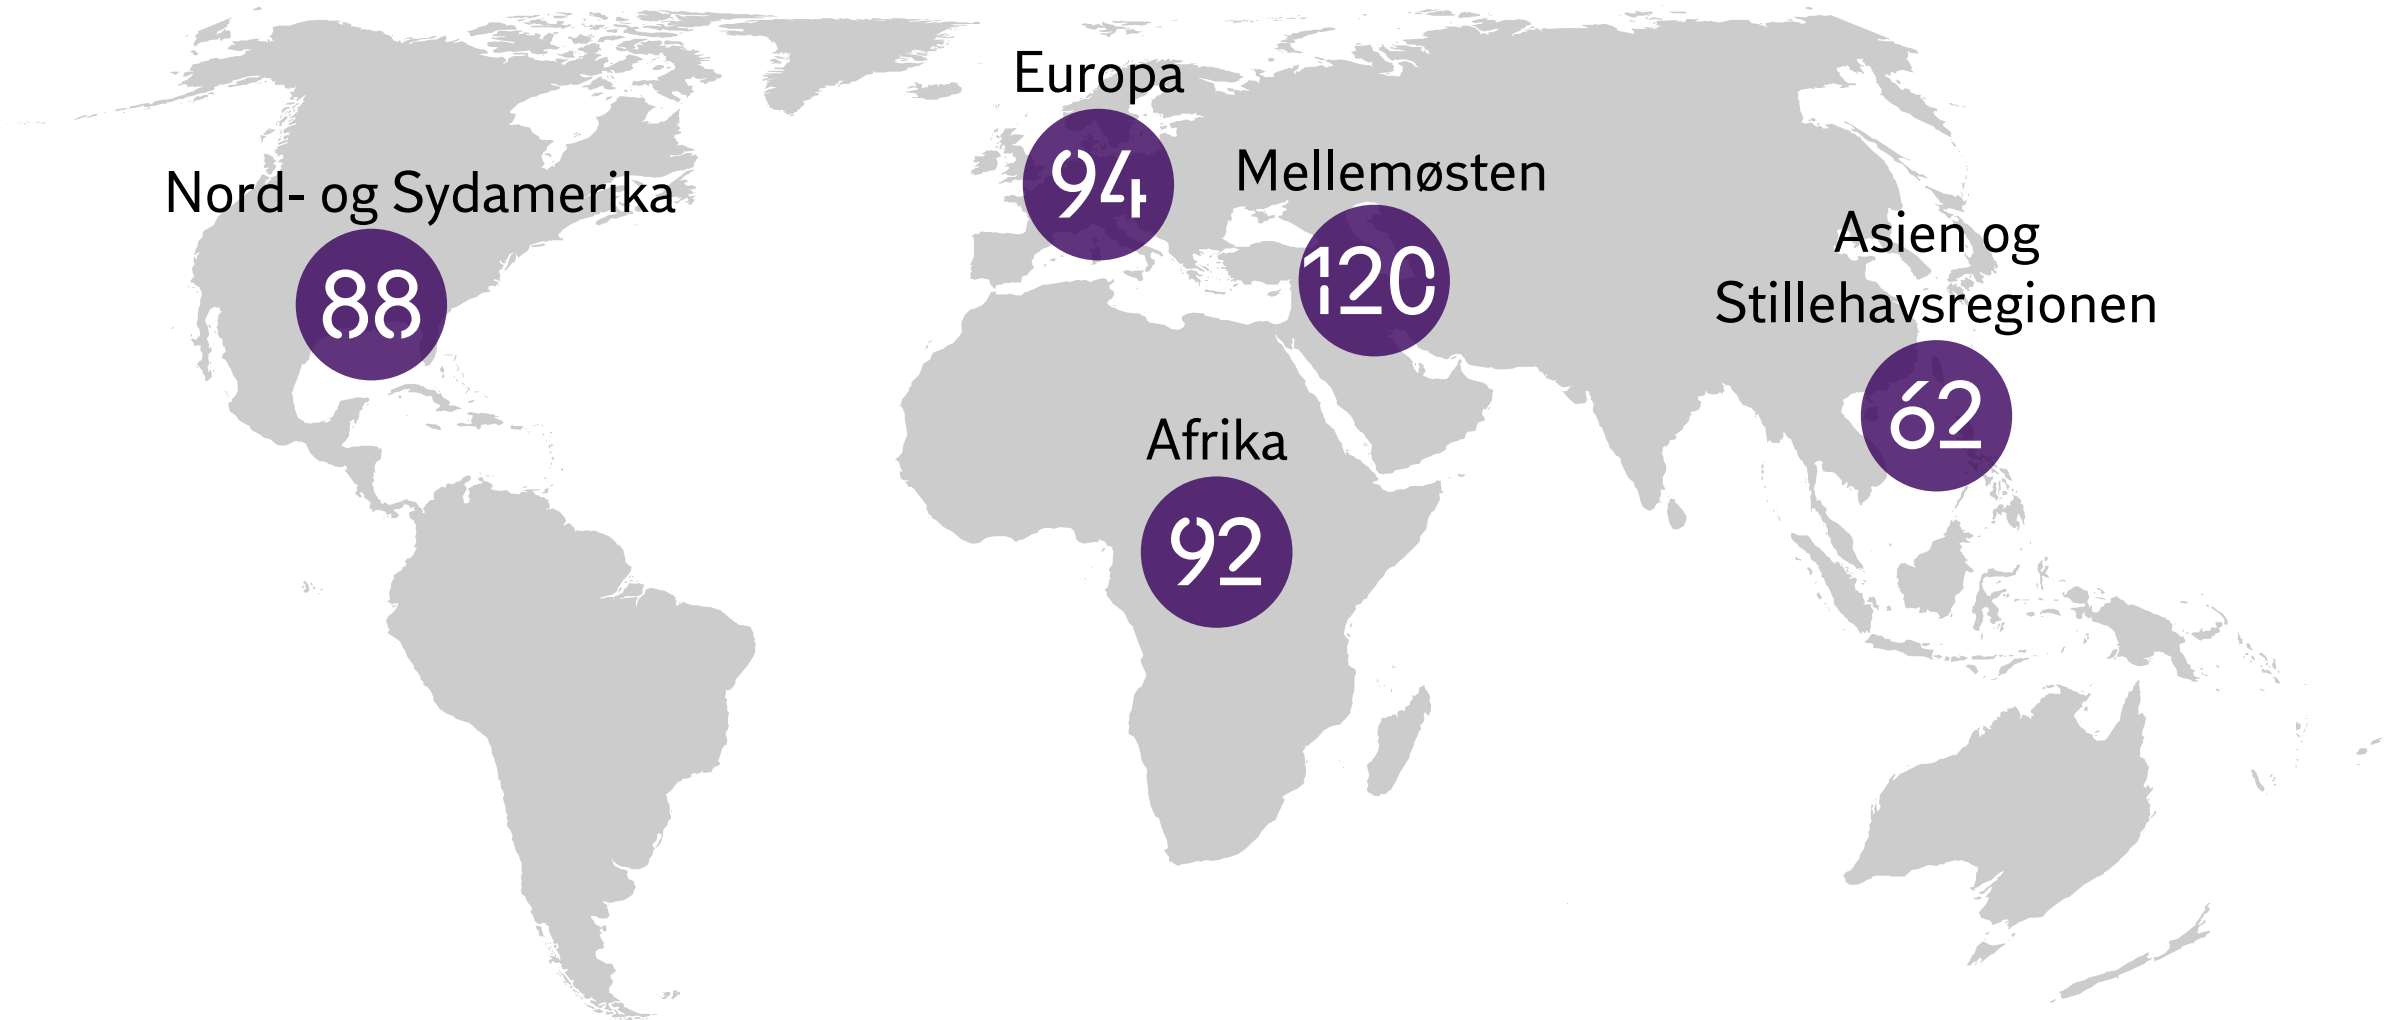 Europa
94
Mellemøsten
120
Nord- og Sydamerika
88
Asien og
Stillehavsregionen
62
Afrika
92